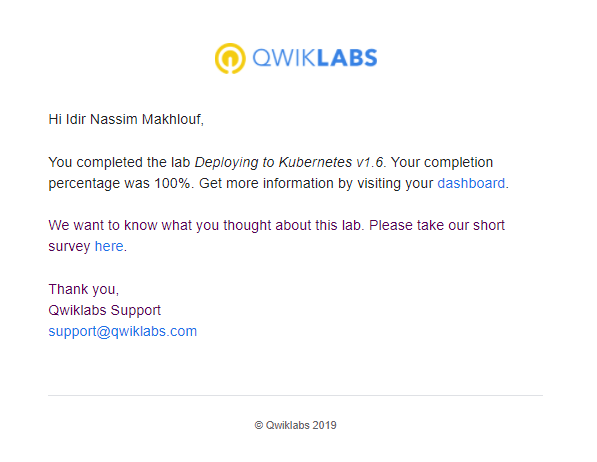 QWIKLABS
Hi Idir Nassim Makhlouf,
You completed the lab Deploying to Kubernetes v1.6. Your completion
percentage was 100%. Get more information by visiting your dashboard.
We want to know what you thought about this lab. Please take our short
survey here.
Thank you,
Qwiklabs Support
support@qwiklabs.com
© Qwiklabs 2019